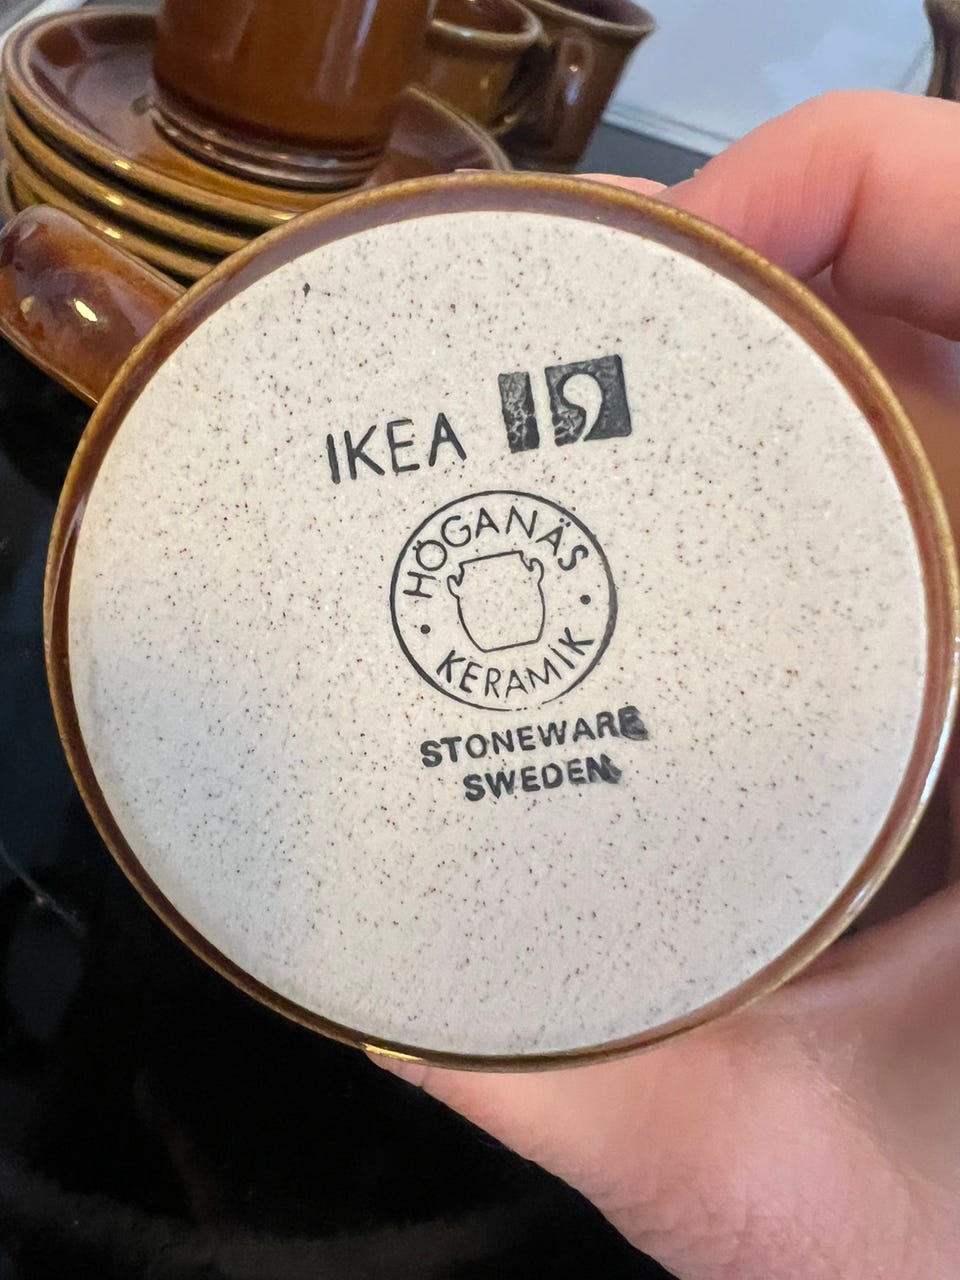 IKEA
HÖGANÄS
KERAMIK
STONEWARE
SWEDEN